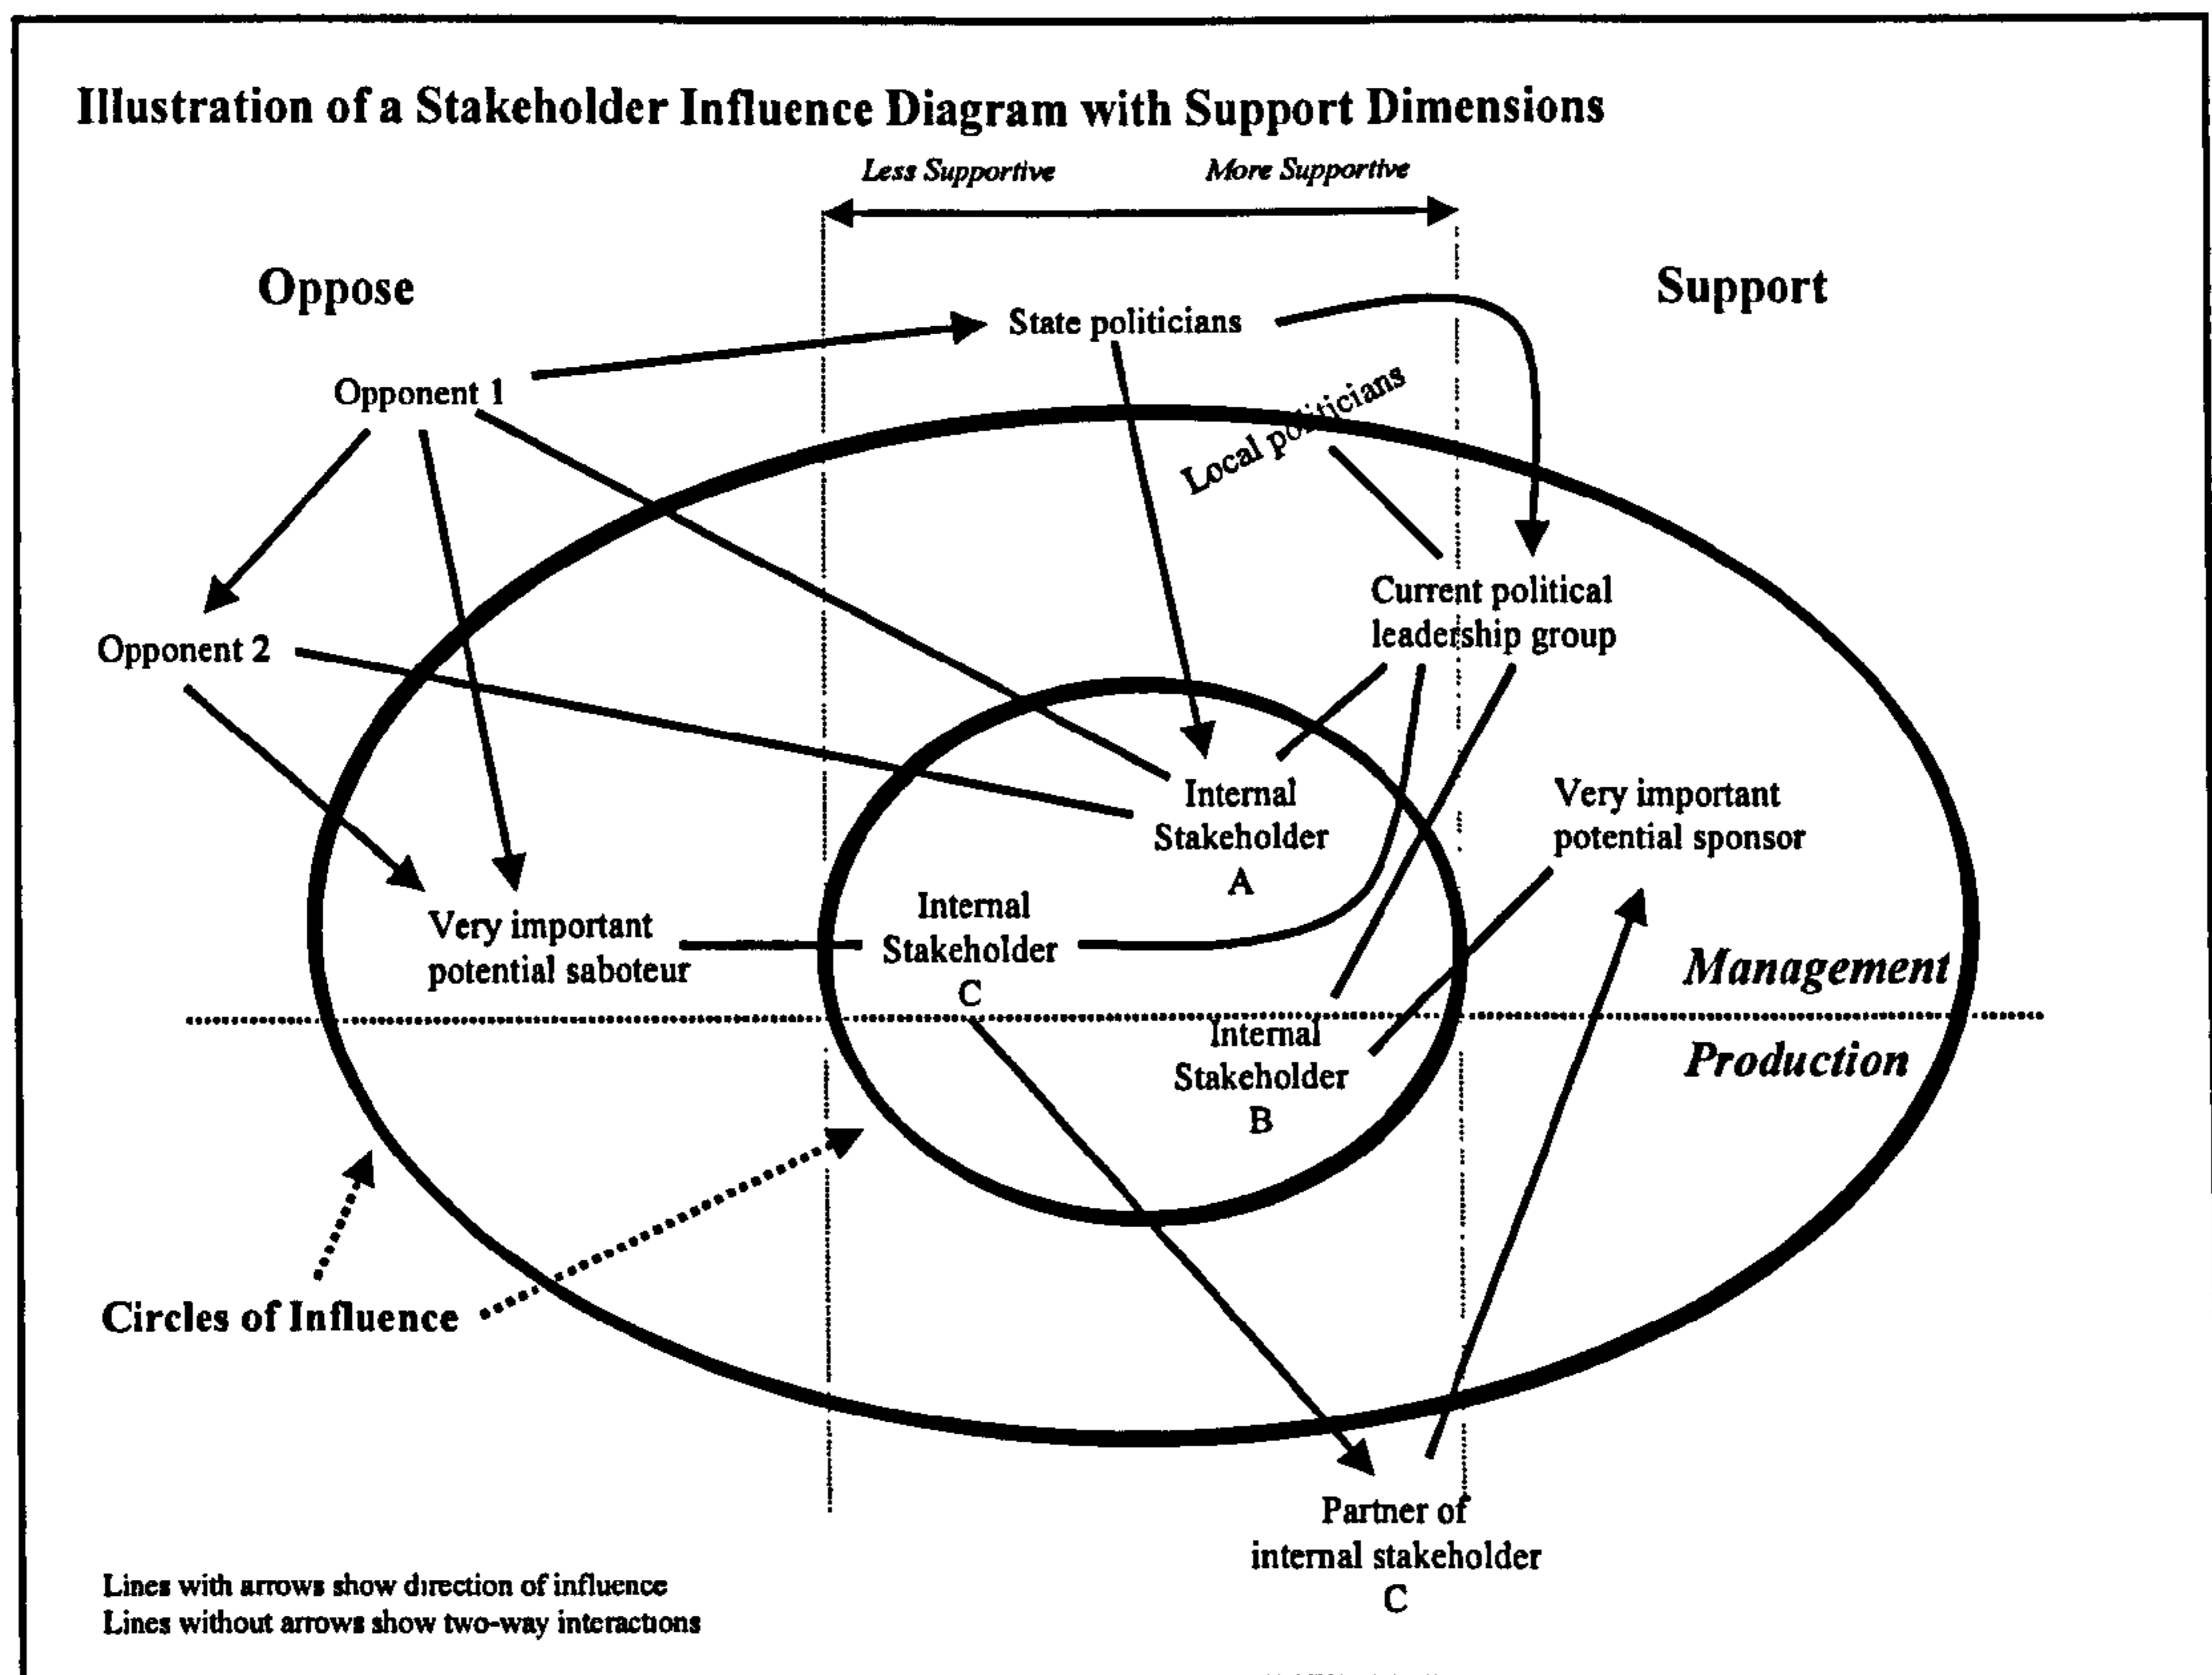 Illustration of a Stakeholder Influence Diagram with Support Dimensions
Less Supportive
More Supportive
Oppose
Support
State politicians
Opponent 1
Local politicians
Current political
leadership group
Opponent 2
Internal
Stakeholder
A
Very important
potential sponsor
Internal
Stakeholder
C
Very important
potential saboteur
Management
Internal
Stakeholder
B
Production
Circles of Influence
Partner of
internal stakeholder
C
Lines with arrows show direction of influence
Lines without arrows show two-way interactions